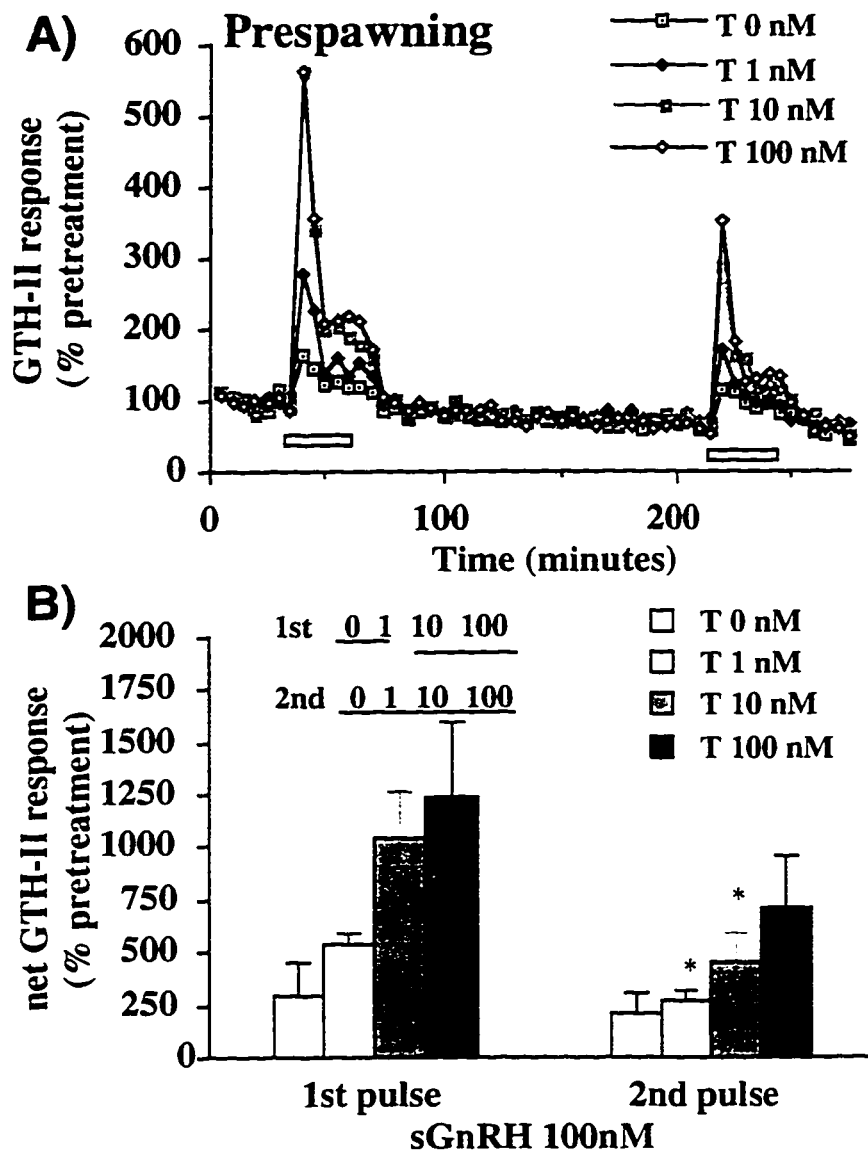 A)
Prespawning
T 0 nM
T 1 nM
T 10 nM
T 100 nM
GTH-II response
(% pretreatment)
600
500
400
300
200
100
0
0 100 200
Time (minutes)
B)
net GTH-II response
(% pretreatment)
2000
1750
1500
1250
1000
750
500
250
0
1st 0 1 10 100
2nd 0 1 10 100
T 0 nM
T 1 nM
T 10 nM
T 100 nM
*
*
1st pulse 2nd pulse
sGnRH 100nM